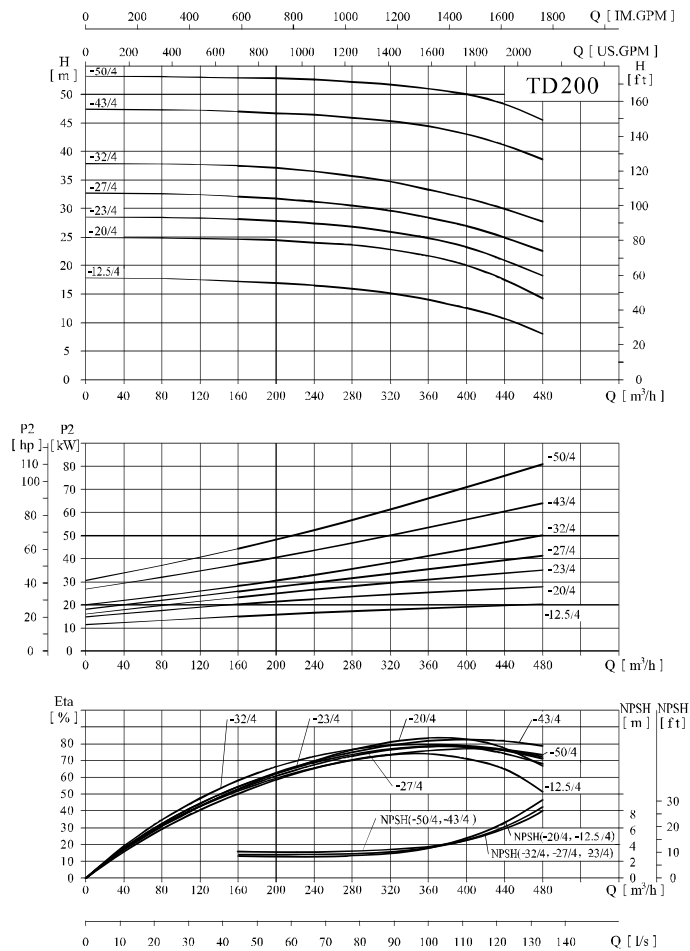 0 200 400 600 800 1000 1200 1400 1600 1800 Q [ IM.GPM ]
0 200 400 600 800 1000 1200 1400 1600 1800 2000 Q [ US.GPM ]
H
[ m ]
H
[ f t ]
TD200
-50/4
-43/4
-32/4
-27/4
-23/4
-20/4
-12.5/4
50
45
40
35
30
25
20
15
10
5
0
160
140
120
100
80
60
40
20
0
0 40 80 120 160 200 240 280 320 360 400 440 480
Q [ m³/h ]
P2
[ hp ]
P2
[ kW ]
110
100
80
60
40
20
0
80
70
60
50
40
30
20
10
0
-50/4
-43/4
-32/4
-27/4
-23/4
-20/4
-12.5/4
0 40 80 120 160 200 240 280 320 360 400 440 480
Q [ m³/h ]
Eta
[ % ]
NPSH
[ m ]
NPSH
[ f t ]
80
70
60
50
40
30
20
10
0
-32/4
-23/4
-20/4
-43/4
-50/4
-27/4
-12.5/4
NPSH(-50/4, -43/4)
NPSH(-20/4, -12.5/4)
NPSH(-32/4, -27/4, -23/4)
8
6
4
2
0
30
20
10
0
0 40 80 120 160 200 240 280 320 360 400 440 480
Q [ m³/h ]
0 10 20 30 40 50 60 70 80 90 100 110 120 130 140
Q [ l/s ]